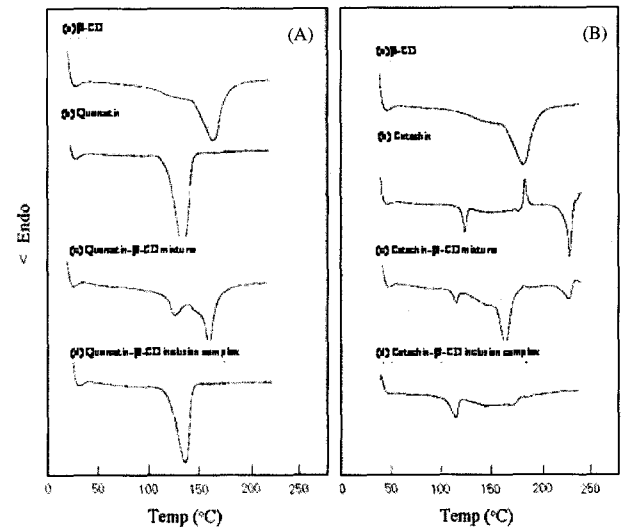 (A)
(a) β-CD
(b) Quercetin
(c) Quercetin-β-CD mixture
(d) Quercetin-β-CD inclusion complex
0 50 100 150 200 250
Temp (°C)
< Endo
(B)
(a) β-CD
(b) Catechin
(c) Catechin-β-CD mixture
(d) Catechin-β-CD inclusion complex
0 50 100 150 200 250
Temp (°C)